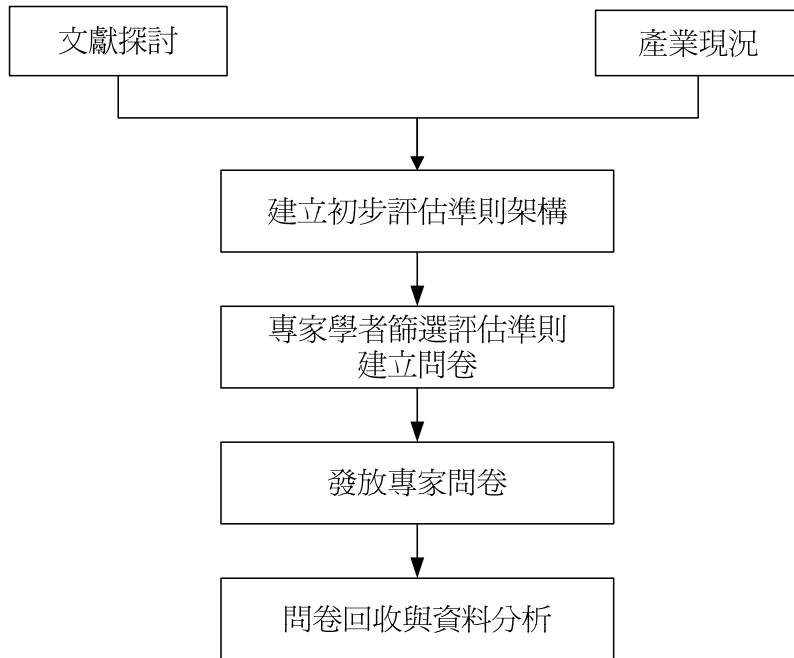 文獻探討
產業現況
建立初步評估準則架構
專家學者篩選評估準則
建立問卷
發放專家問卷
問卷回收與資料分析